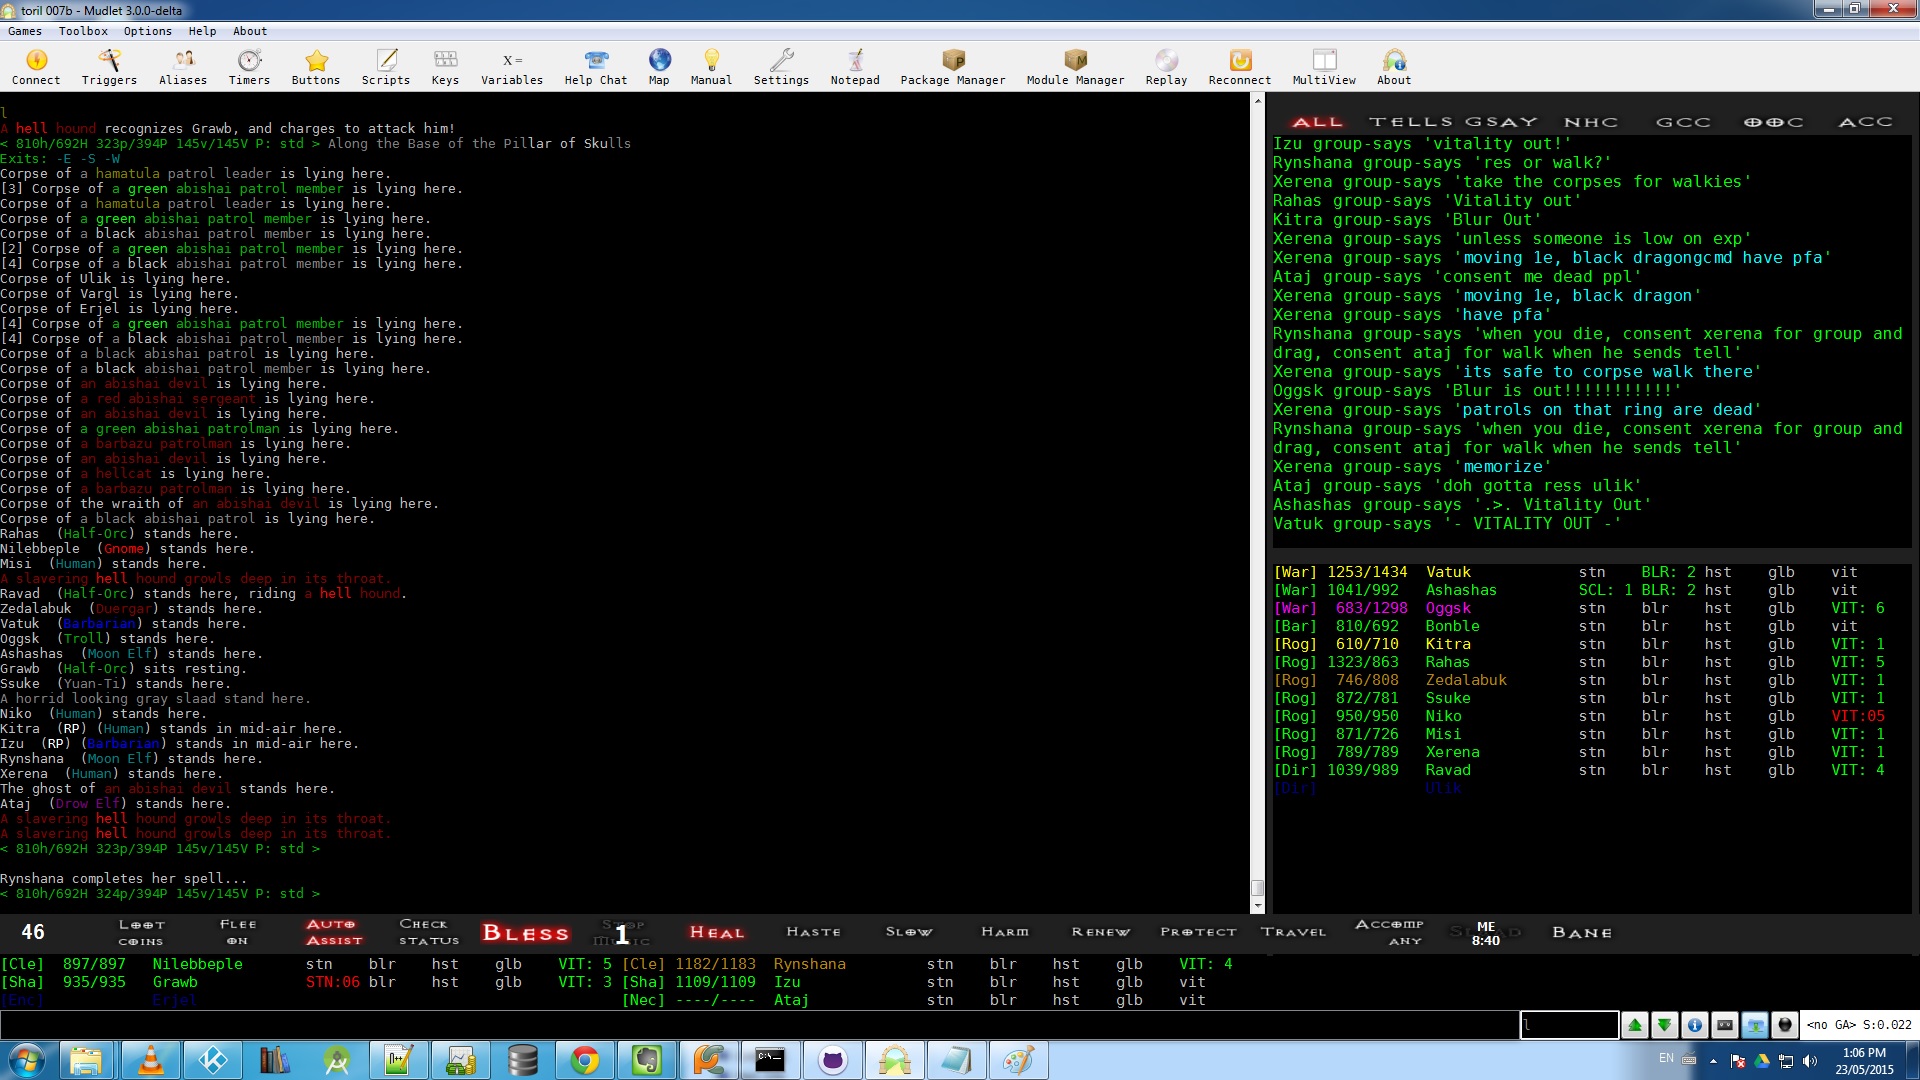 toril 007b - Mudlet 3.0.0-delta
Games Toolbox Options Help About
Connect Triggers Aliases Timers Buttons Scripts Keys X = Variables Help Chat Map Manual Settings Notepad Package Manager Module Manager Replay Reconnect MultiView About
l
A hell hound recognizes Grawb, and charges to attack him!
< 810h/692H 323p/394P 145v/145V P: std > Along the Base of the Pillar of Skulls
Exits: -E -S -W
Corpse of a hamatula patrol leader is lying here.
[3] Corpse of a green abishai patrol member is lying here.
Corpse of a hamatula patrol leader is lying here.
Corpse of a green abishai patrol member is lying here.
Corpse of a black abishai patrol member is lying here.
[2] Corpse of a green abishai patrol member is lying here.
[4] Corpse of a black abishai patrol member is lying here.
Corpse of Ulik is lying here.
Corpse of Vargl is lying here.
Corpse of Erjel is lying here.
[4] Corpse of a green abishai patrol member is lying here.
[4] Corpse of a black abishai patrol member is lying here.
Corpse of a black abishai patrol is lying here.
Corpse of a black abishai patrol member is lying here.
Corpse of an abishai devil is lying here.
Corpse of a red abishai sergeant is lying here.
Corpse of an abishai devil is lying here.
Corpse of a green abishai patrolman is lying here.
Corpse of a barbazu patrolman is lying here.
Corpse of an abishai devil is lying here.
Corpse of a hellcat is lying here.
Corpse of a barbazu patrolman is lying here.
Corpse of the wraith of an abishai devil is lying here.
Corpse of a black abishai patrol is lying here.
Rahas (Half-Orc) stands here.
Nilebbeple (Gnome) stands here.
Misi (Human) stands here.
A slavering hell hound growls deep in its throat.
Ravad (Half-Orc) stands here, riding a hell hound.
Zedalabuk (Duergar) stands here.
Vatuk (Barbarian) stands here.
Oggsk (Troll) stands here.
Ashashas (Moon Elf) stands here.
Grawb (Half-Orc) sits resting.
Ssuke (Yuan-Ti) stands here.
A horrid looking gray slaad stand here.
Niko (Human) stands here.
Kitra (RP) (Human) stands in mid-air here.
Izu (RP) (Barbarian) stands in mid-air here.
Rynshana (Moon Elf) stands here.
Xerena (Human) stands here.
The ghost of an abishai devil stands here.
Ataj (Drow Elf) stands here.
A slavering hell hound growls deep in its throat.
A slavering hell hound growls deep in its throat.
< 810h/692H 323p/394P 145v/145V P: std >
Rynshana completes her spell...
< 810h/692H 324p/394P 145v/145V P: std >
ALL TELLS GSAY NHC GCC OOC ACC
Izu group-says 'vitality out!'
Rynshana group-says 'res or walk?'
Xerena group-says 'take the corpses for walkies'
Rahas group-says 'Vitality out'
Kitra group-says 'Blur Out'
Xerena group-says 'unless someone is low on exp'
Xerena group-says 'moving 1e, black dragongcmd have pfa'
Ataj group-says 'consent me dead ppl'
Xerena group-says 'moving 1e, black dragon'
Xerena group-says 'have pfa'
Rynshana group-says 'when you die, consent xerena for group and
drag, consent ataj for walk when he sends tell'
Xerena group-says 'its safe to corpse walk there'
Oggsk group-says 'Blur is out!!!!!!!!!!!'
Xerena group-says 'patrols on that ring are dead'
Rynshana group-says 'when you die, consent xerena for group and
drag, consent ataj for walk when he sends tell'
Xerena group-says 'memorize'
Ataj group-says 'doh gotta ress ulik'
Ashashas group-says '.>. Vitality Out'
Vatuk group-says '- VITALITY OUT -'
[War] 1253/1434 Vatuk stn BLR: 2 hst glb vit
[War] 1041/992 Ashashas SCL: 1 BLR: 2 hst glb vit
[War] 683/1298 Oggsk stn blr hst glb VIT: 6
[Bar] 810/692 Bonble stn blr hst glb vit
[Rog] 610/710 Kitra stn blr hst glb VIT: 1
[Rog] 1323/863 Rahas stn blr hst glb VIT: 5
[Rog] 746/808 Zedalabuk stn blr hst glb VIT: 1
[Rog] 872/781 Ssuke stn blr hst glb VIT: 1
[Rog] 950/950 Niko stn blr hst glb VIT:05
[Rog] 871/726 Misi stn blr hst glb VIT: 1
[Rog] 789/789 Xerena stn blr hst glb VIT: 1
[Dir] 1039/989 Ravad stn blr hst glb VIT: 4
[Dir] Ulik
46 Loot coins Flee on Auto Assist Check status Bless Stop Music 1 Heal Haste Slow Harm Renew Protect Travel Accompany ME 8:40 Bane
[Cle] 897/897 Nilebbeple stn blr hst glb VIT: 5 [Cle] 1182/1183 Rynshana stn blr hst glb VIT: 4
[Sha] 935/935 Grawb STN:06 blr hst glb VIT: 3 [Sha] 1109/1109 Izu stn blr hst glb vit
[Enc] Erjel [Nec] ----/---- Ataj stn blr hst glb vit
l <no GA> S:0.022
EN 1:06 PM
23/05/2015